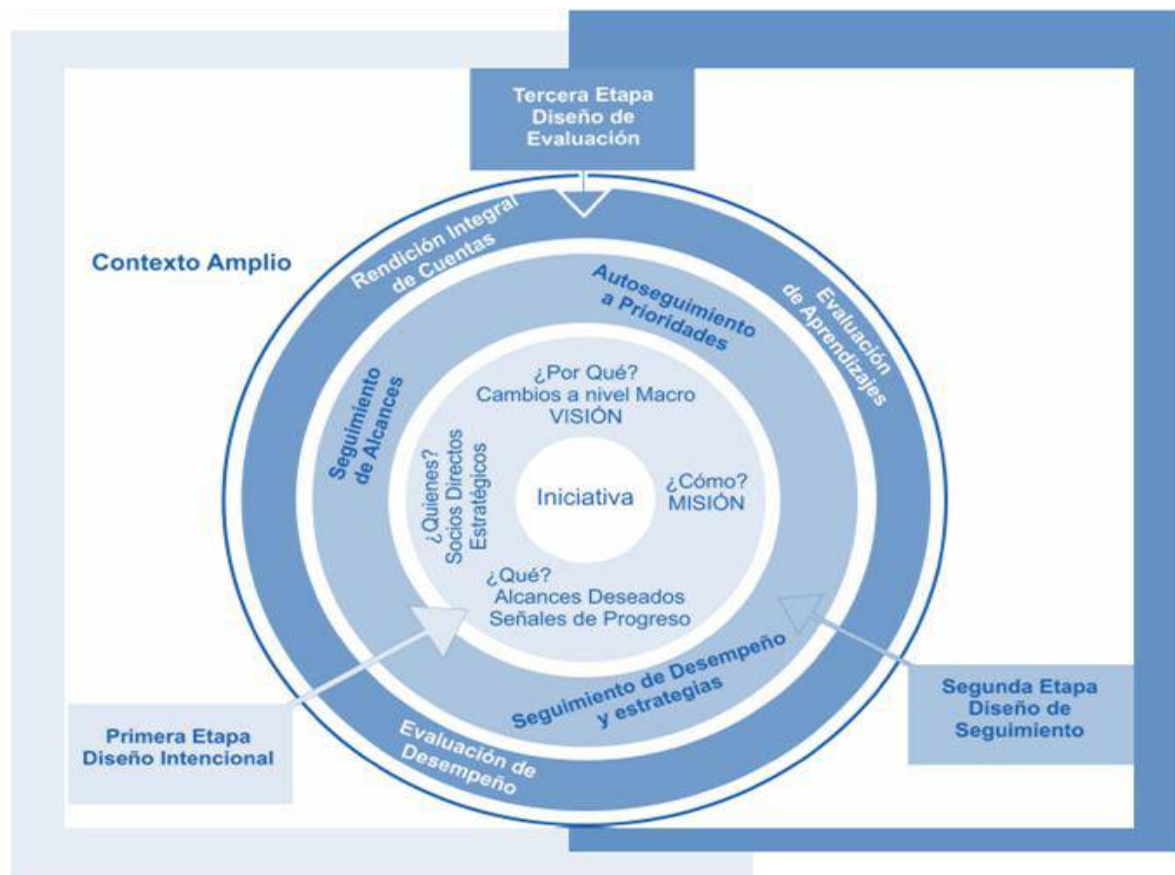 Tercera Etapa
Diseño de
Evaluación
Contexto Amplio
Rendición Integral
de Cuentas
Evaluación
de Aprendizajes
Autoseguimiento
a Prioridades
Seguimiento
de Alcances
¿Por Qué?
Cambios a nivel Macro
VISIÓN
¿Quienes?
Socios Directos
Estratégicos
Iniciativa
¿Cómo?
MISIÓN
¿Qué?
Alcances Deseados
Señales de Progreso
Seguimiento de Desempeño
y estrategias
Evaluación de
Desempeño
Primera Etapa
Diseño Intencional
Segunda Etapa
Diseño de
Seguimiento